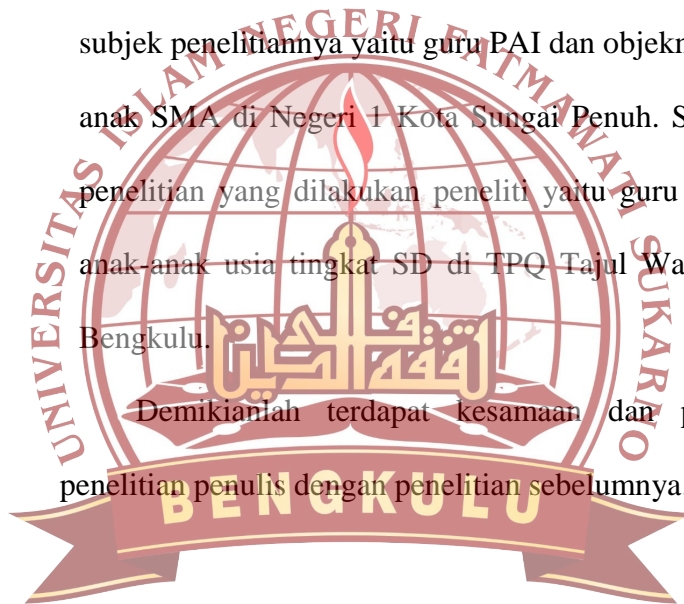 subjek penelitiannya yaitu guru PAI dan
anak SMA di Negeri 1 Kota Sungai Penuh.
penelitian yang dilakukan peneliti yaitu guru
anak-anak usia tingkat SD di TPQ Tajul
Bengkulu.
Demikianlah terdapat kesamaan dan
penelitian penulis dengan penelitian sebelumnya.
UNIVERSITAS ISLAM NEGERI FATMAWATI SUKARNO
BENGKULU